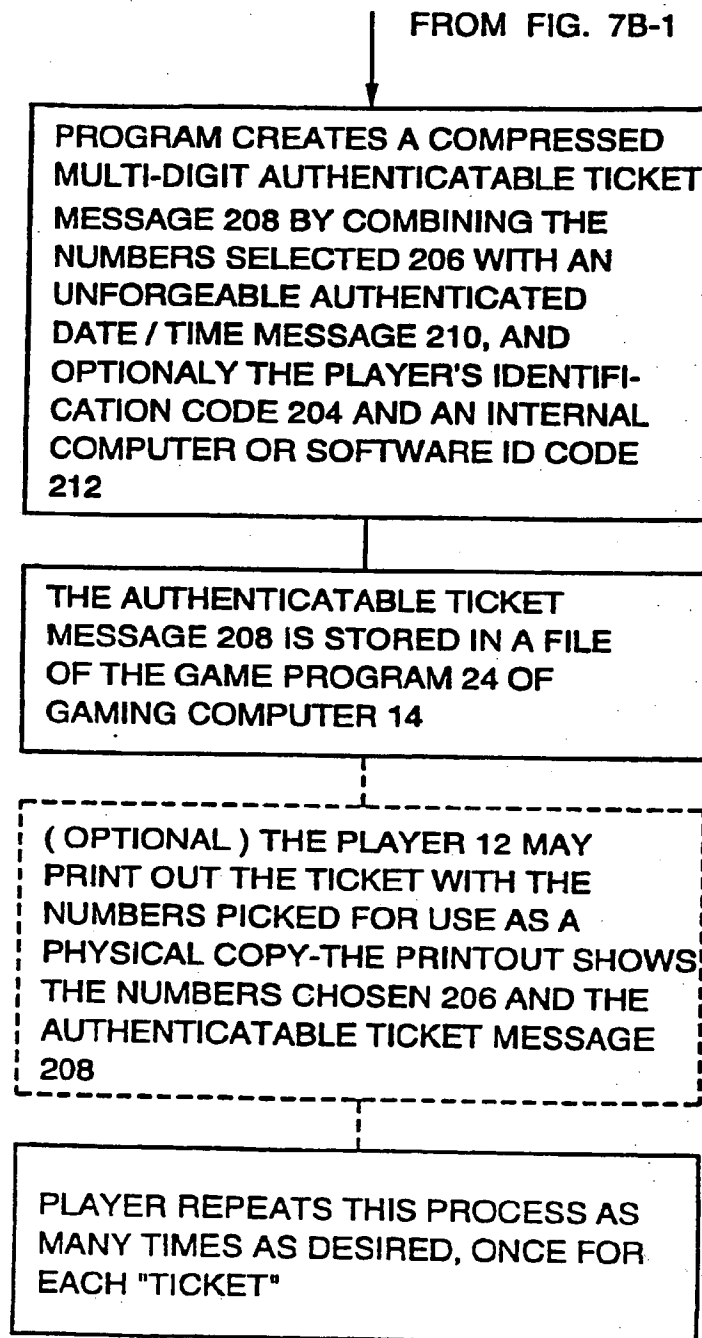 FROM FIG. 7B-1
PROGRAM CREATES A COMPRESSED
MULTI-DIGIT AUTHENTICATABLE TICKET
MESSAGE 208 BY COMBINING THE
NUMBERS SELECTED 206 WITH AN
UNFORGEABLE AUTHENTICATED
DATE / TIME MESSAGE 210, AND
OPTIONALY THE PLAYER'S IDENTIFI-
CATION CODE 204 AND AN INTERNAL
COMPUTER OR SOFTWARE ID CODE
212
THE AUTHENTICATABLE TICKET
MESSAGE 208 IS STORED IN A FILE
OF THE GAME PROGRAM 24 OF
GAMING COMPUTER 14
( OPTIONAL ) THE PLAYER 12 MAY
PRINT OUT THE TICKET WITH THE
NUMBERS PICKED FOR USE AS A
PHYSICAL COPY-THE PRINTOUT SHOWS
THE NUMBERS CHOSEN 206 AND THE
AUTHENTICATABLE TICKET MESSAGE
208
PLAYER REPEATS THIS PROCESS AS
MANY TIMES AS DESIRED, ONCE FOR
EACH "TICKET"